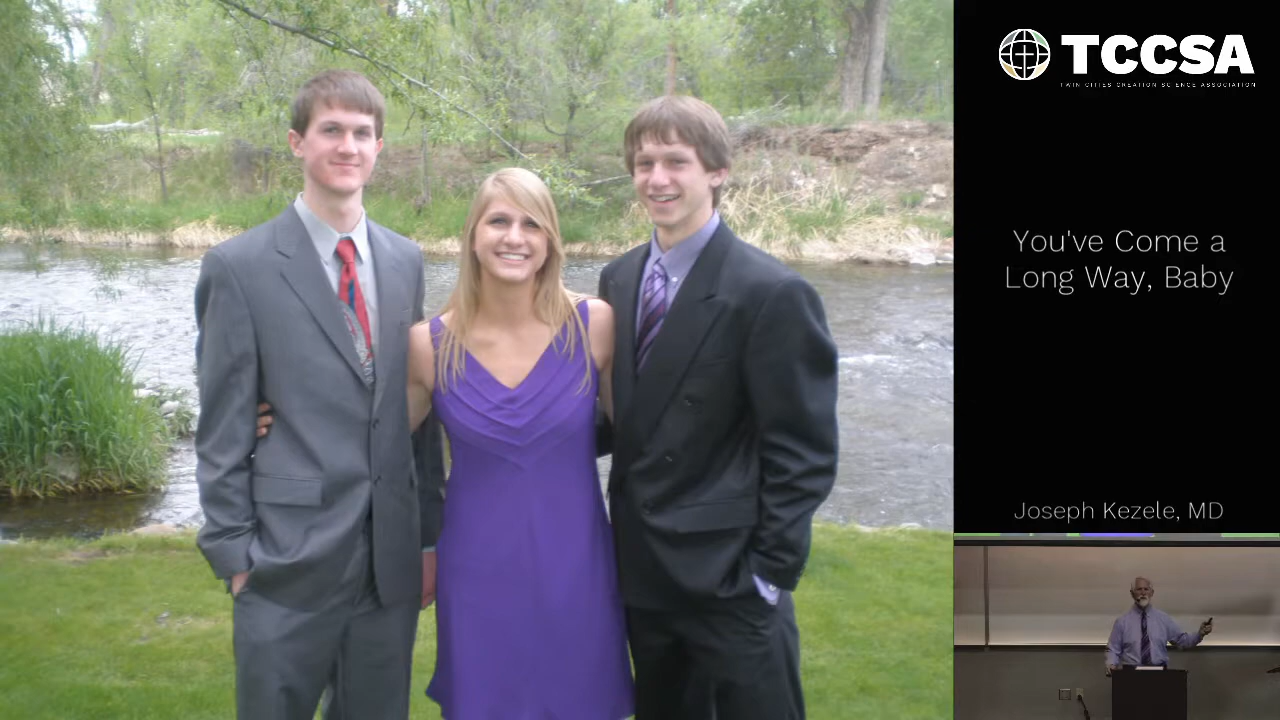 TCCSA
TWIN CITIES CREATION SCIENCE ASSOCIATION
You've Come a
Long Way, Baby
Joseph Kezele, MD